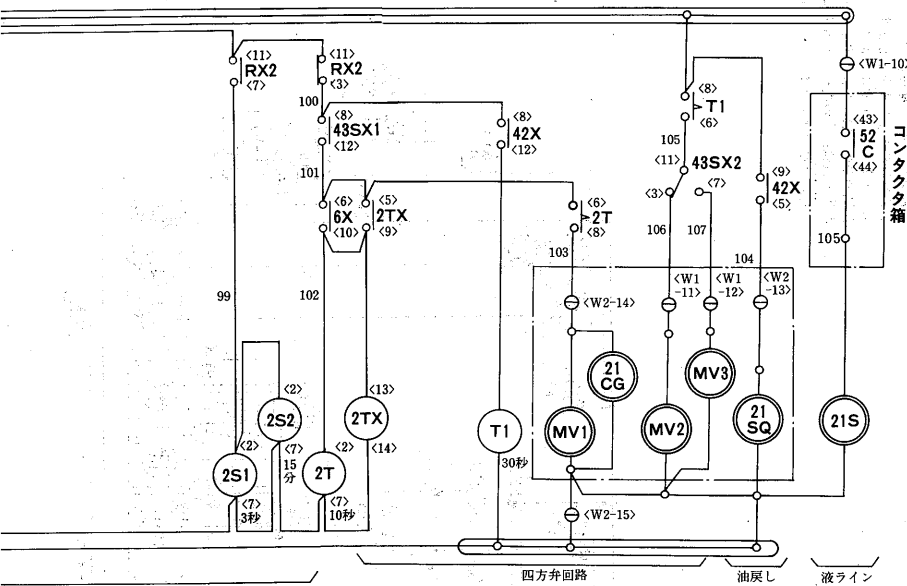 <11>
RX2
<7>
<11>
RX2
<3>
100
<8>
43SX1
<12>
101
<6>
6X
<10>
<5>
2TX
<9>
<8>
42X
<12>
<6>
2T
<8>
103
<8>
T1
<6>
105
<11>
43SX2
<3>
<7>
106
107
<9>
42X
<5>
104
<W1-10>
<43>
52
C
<44>
105
コンタクタ箱
99
102
<W2-14>
<W1
-11>
<W1
-12>
<W2
-13>
21
CG
MV3
MV1
MV2
21
SQ
21S
<2>
2S2
<7>
15
分
<2>
2S1
<7>
3秒
<2>
2T
<7>
10秒
<13>
2TX
<14>
T1
30秒
<W2-15>
四方弁回路
油戻し
液ライン